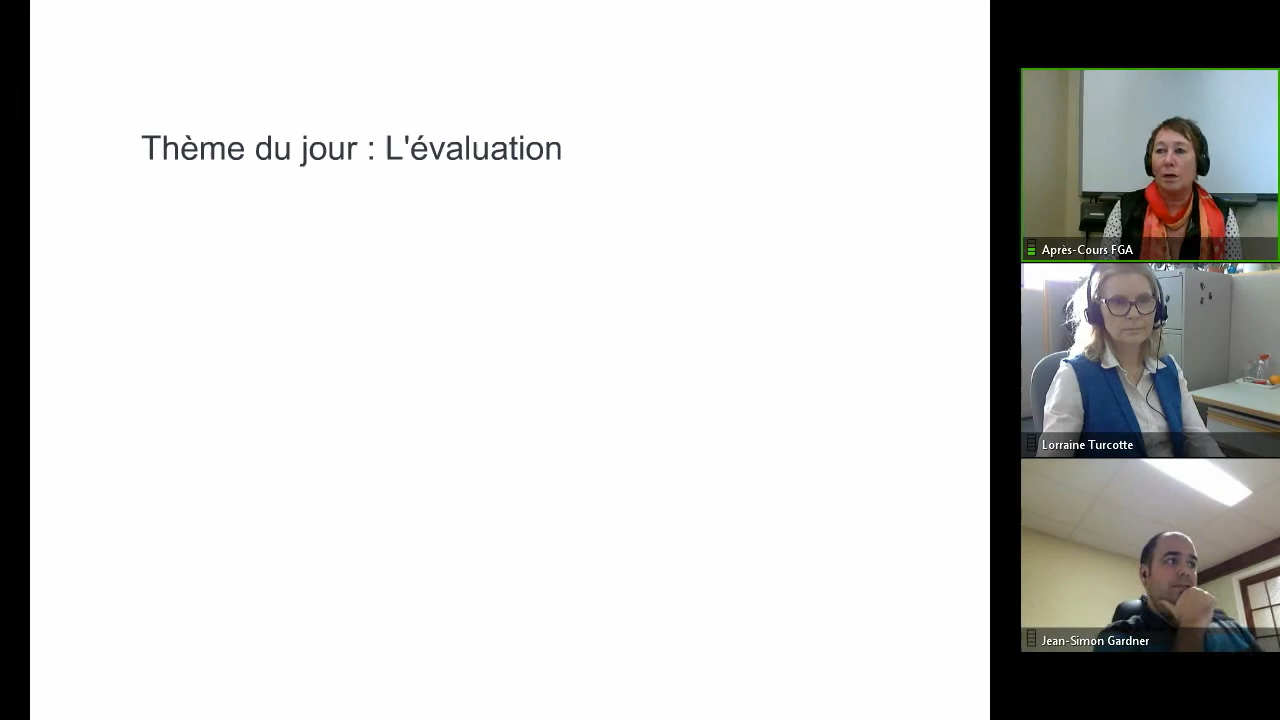 Thème du jour : L'évaluation
Après-Cours FGA
Lorraine Turcotte
Jean-Simon Gardner